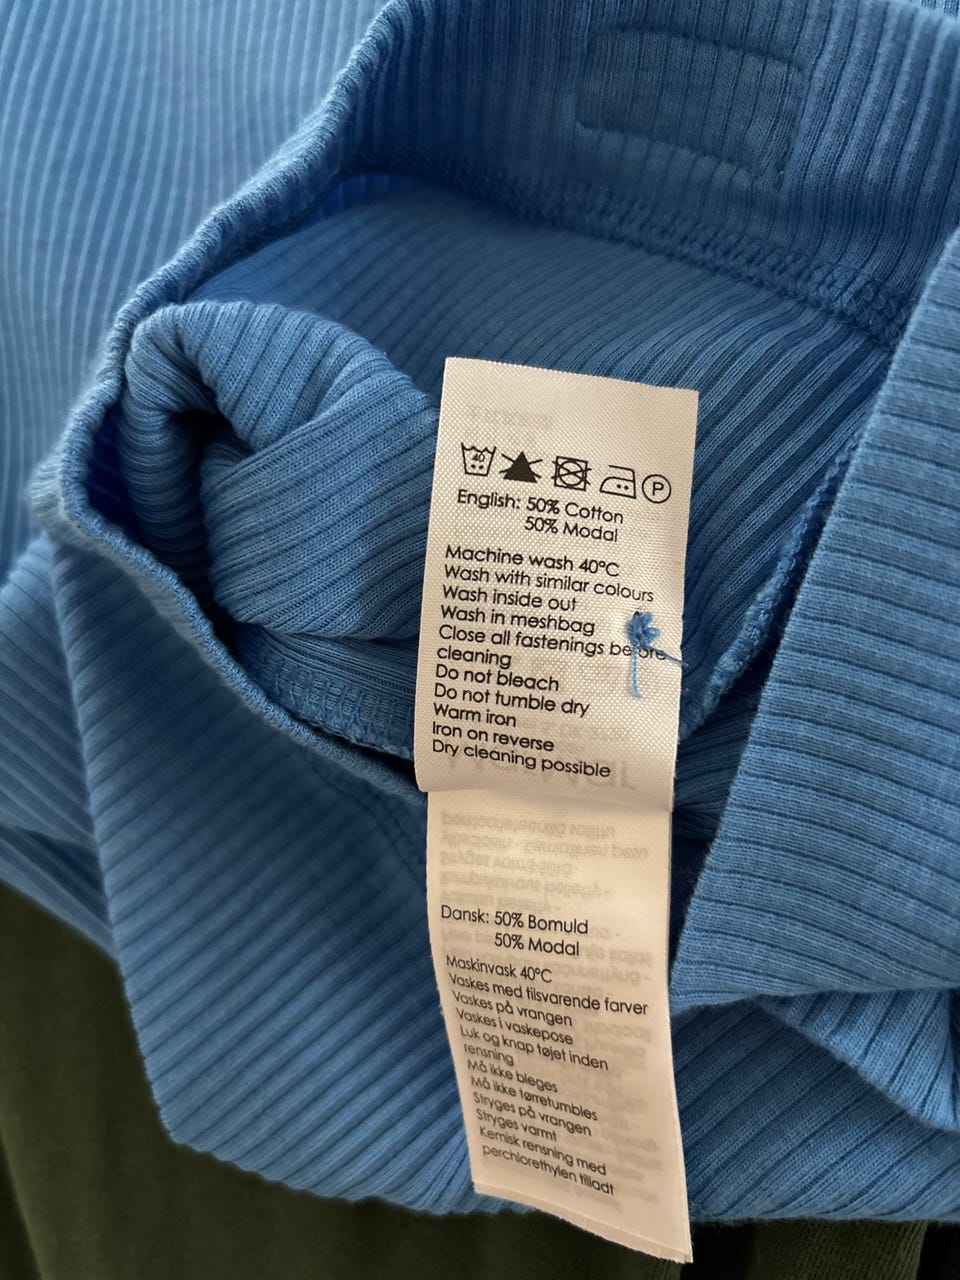 40
P
English: 50% Cotton
50% Modal
Machine wash 40°C
Wash with similar colours
Wash inside out
Wash in meshbag
Close all fastenings before
cleaning
Do not bleach
Do not tumble dry
Warm iron
Iron on reverse
Dry cleaning possible
Dansk: 50% Bomuld
50% Modal
Maskinvask 40°C
Vaskes med tilsvarende farver
Vaskes på vrangen
Vaskes i vaskepose
Luk og knap tøjet inden
rensning
Må ikke bleges
Må ikke tørretumbles
Stryges på vrangen
Stryges varmt
Kemisk rensning med
perchlorethylen tilladt